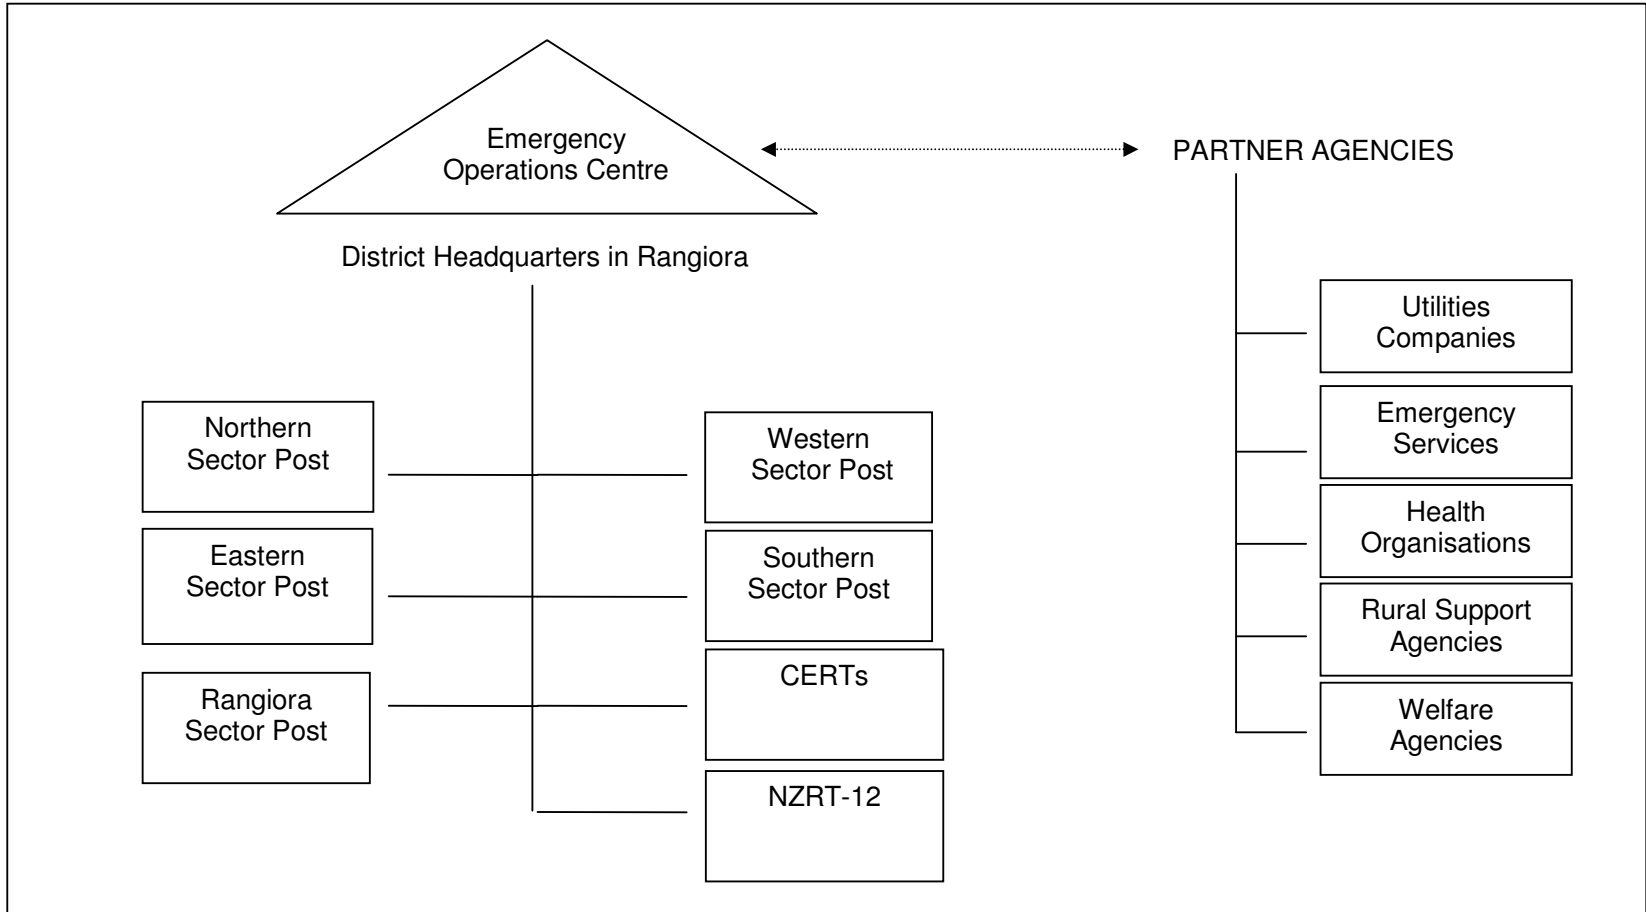 Emergency
Operations Centre
PARTNER AGENCIES
District Headquarters in Rangiora
Northern
Sector Post
Western
Sector Post
Eastern
Sector Post
Southern
Sector Post
Rangiora
Sector Post
CERTs
NZRT-12
Utilities
Companies
Emergency
Services
Health
Organisations
Rural Support
Agencies
Welfare
Agencies